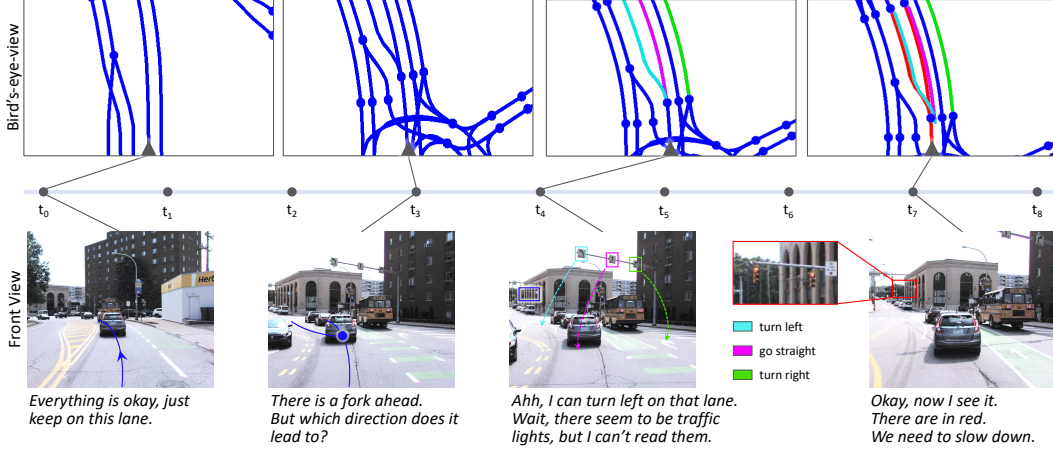 Bird's-eye-view
t0
t1
t2
t3
t4
t5
t6
t7
t8
Front View
Hert
turn left
go straight
turn right
Everything is okay, just
keep on this lane.
There is a fork ahead.
But which direction does it
lead to?
Ahh, I can turn left on that lane.
Wait, there seem to be traffic
lights, but I can't read them.
Okay, now I see it.
There are in red.
We need to slow down.